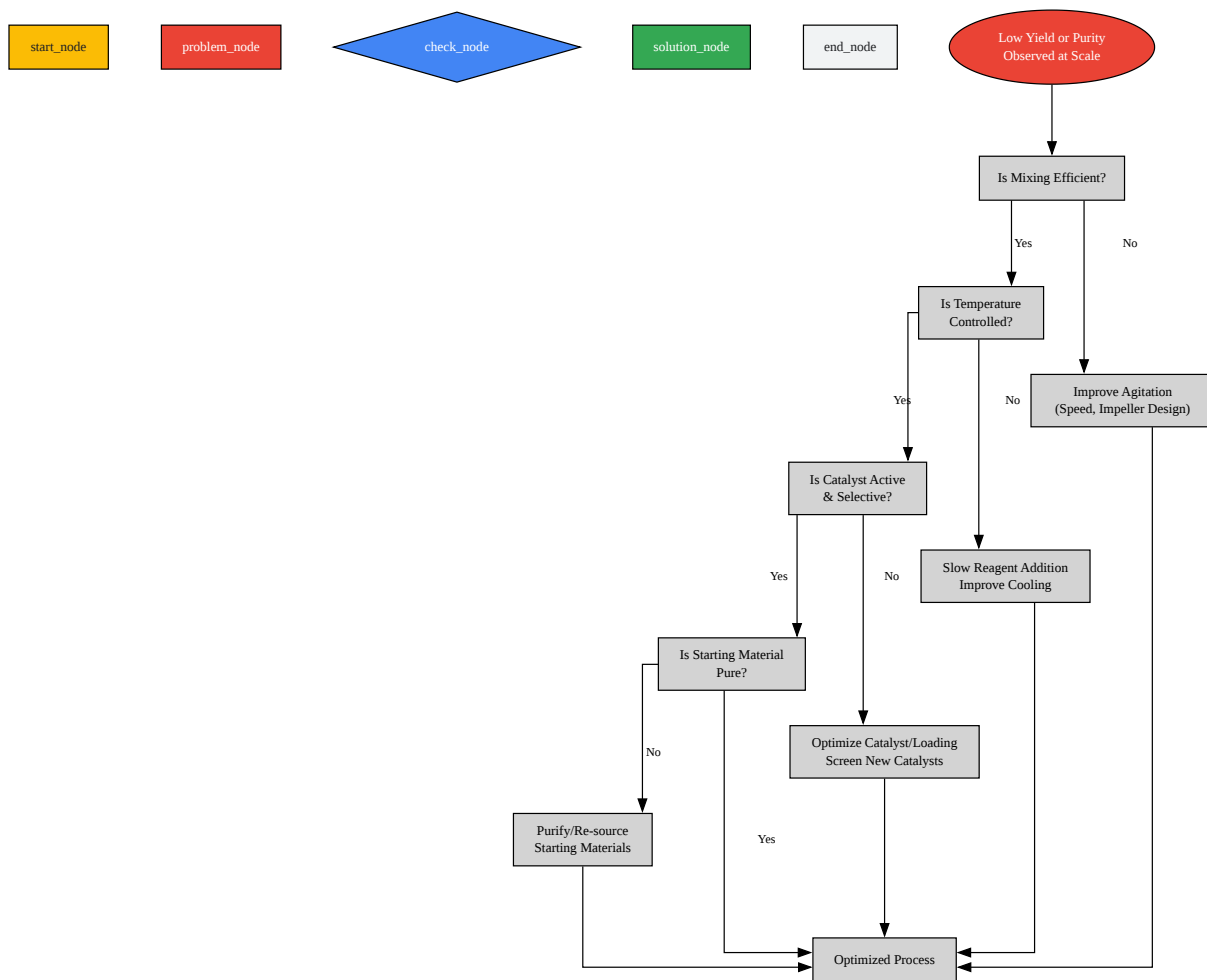 start_node
problem_node
check_node
solution_node
end_node
Low Yield or Purity
Observed at Scale
Is Mixing Efficient?
Yes
No
Is Temperature
Controlled?
Improve Agitation
(Speed, Impeller Design)
Yes
No
Is Catalyst Active
& Selective?
Yes
No
Slow Reagent Addition
Improve Cooling
Is Starting Material
Pure?
No
Optimize Catalyst/Loading
Screen New Catalysts
Purify/Re-source
Starting Materials
Yes
Optimized Process